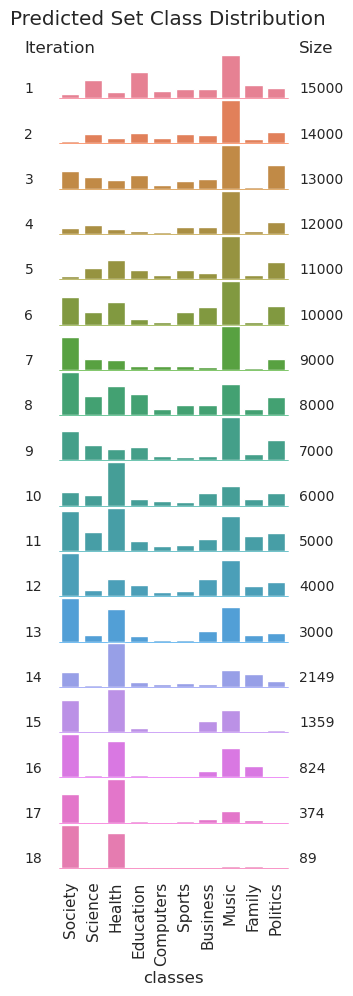 Predicted Set Class Distribution
Iteration Size
1 15000
2 14000
3 13000
4 12000
5 11000
6 10000
7 9000
8 8000
9 7000
10 6000
11 5000
12 4000
13 3000
14 2149
15 1359
16 824
17 374
18 89
Society
Science
Health
Education
Computers
Sports
Business
Music
Family
Politics
classes